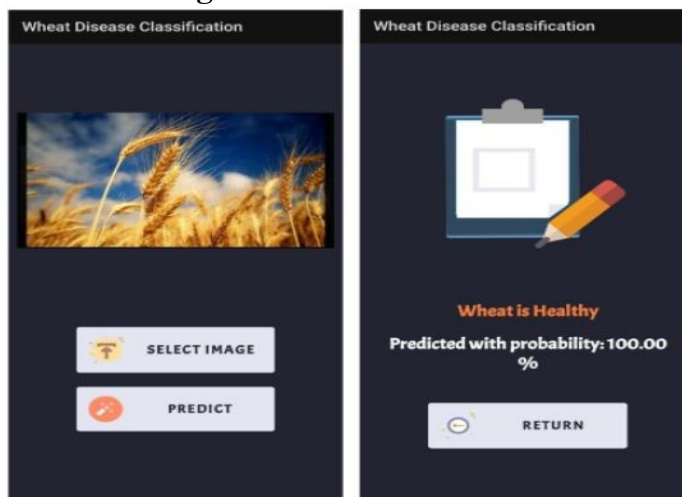 Wheat Disease Classification
SELECT IMAGE
PREDICT
Wheat Disease Classification
Wheat is Healthy
Predicted with probability: 100.00
%
RETURN